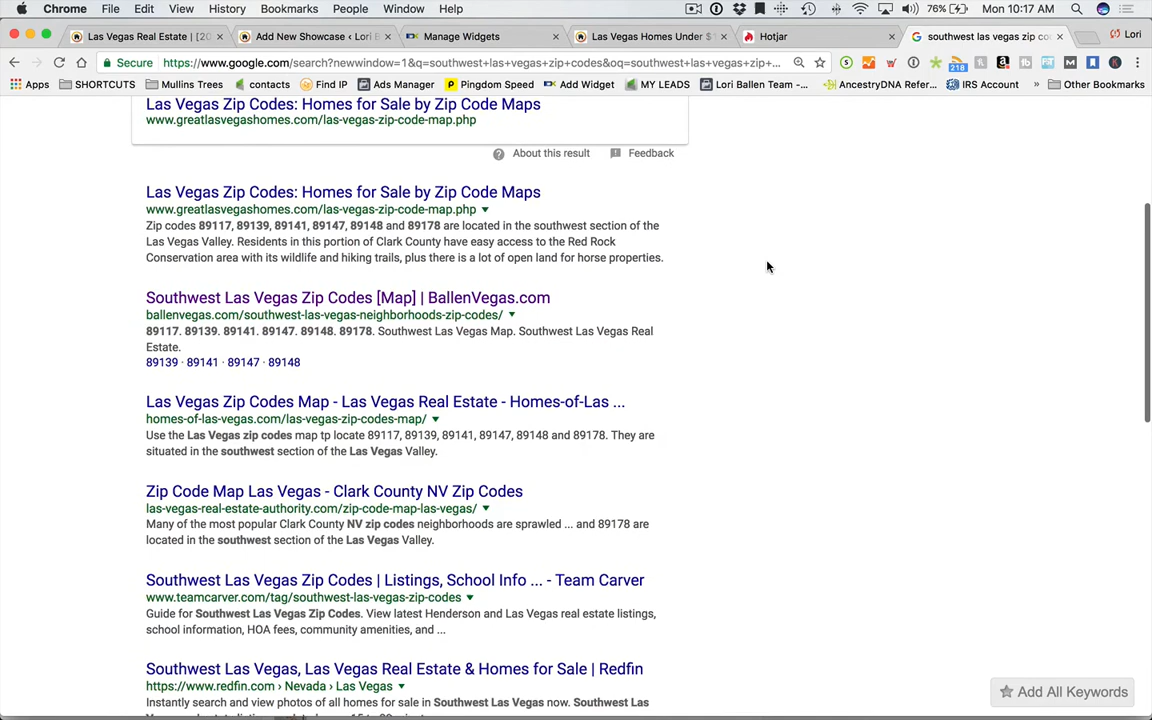 Chrome File Edit View History Bookmarks People Window Help 76% Mon 10:17 AM
Las Vegas Real Estate | [20 Add New Showcase ‹ Lori B Manage Widgets Las Vegas Homes Under $1 Hotjar southwest las vegas zip co Lori
Secure https://www.google.com/search?newwindow=1&q=southwest+las+vegas+zip+codes&oq=southwest+las+vegas+zip+...
Apps SHORTCUTS Mullins Trees contacts Find IP Ads Manager Pingdom Speed Add Widget MY LEADS Lori Ballen Team -... AncestryDNA Refer... IRS Account » Other Bookmarks
218
Las Vegas Zip Codes: Homes for Sale by Zip Code Maps
www.greatlasvegashomes.com/las-vegas-zip-code-map.php
About this result Feedback
Las Vegas Zip Codes: Homes for Sale by Zip Code Maps
www.greatlasvegashomes.com/las-vegas-zip-code-map.php
Zip codes 89117, 89139, 89141, 89147, 89148 and 89178 are located in the southwest section of the
Las Vegas Valley. Residents in this portion of Clark County have easy access to the Red Rock
Conservation area with its wildlife and hiking trails, plus there is a lot of open land for horse properties.
Southwest Las Vegas Zip Codes [Map] | BallenVegas.com
ballenvegas.com/southwest-las-vegas-neighborhoods-zip-codes/
89117. 89139. 89141. 89147. 89148. 89178. Southwest Las Vegas Map. Southwest Las Vegas Real
Estate.
89139 · 89141 · 89147 · 89148
Las Vegas Zip Codes Map - Las Vegas Real Estate - Homes-of-Las ...
homes-of-las-vegas.com/las-vegas-zip-codes-map/
Use the Las Vegas zip codes map tp locate 89117, 89139, 89141, 89147, 89148 and 89178. They are
situated in the southwest section of the Las Vegas Valley.
Zip Code Map Las Vegas - Clark County NV Zip Codes
las-vegas-real-estate-authority.com/zip-code-map-las-vegas/
Many of the most popular Clark County NV zip codes neighborhoods are sprawled ... and 89178 are
located in the southwest section of the Las Vegas Valley.
Southwest Las Vegas Zip Codes | Listings, School Info ... - Team Carver
www.teamcarver.com/tag/southwest-las-vegas-zip-codes
Guide for Southwest Las Vegas Zip Codes. View latest Henderson and Las Vegas real estate listings,
school information, HOA fees, community amenities, and ...
Southwest Las Vegas, Las Vegas Real Estate & Homes for Sale | Redfin
https://www.redfin.com › Nevada › Las Vegas
Instantly search and view photos of all homes for sale in Southwest Las Vegas now. Southwest Las
Add All Keywords